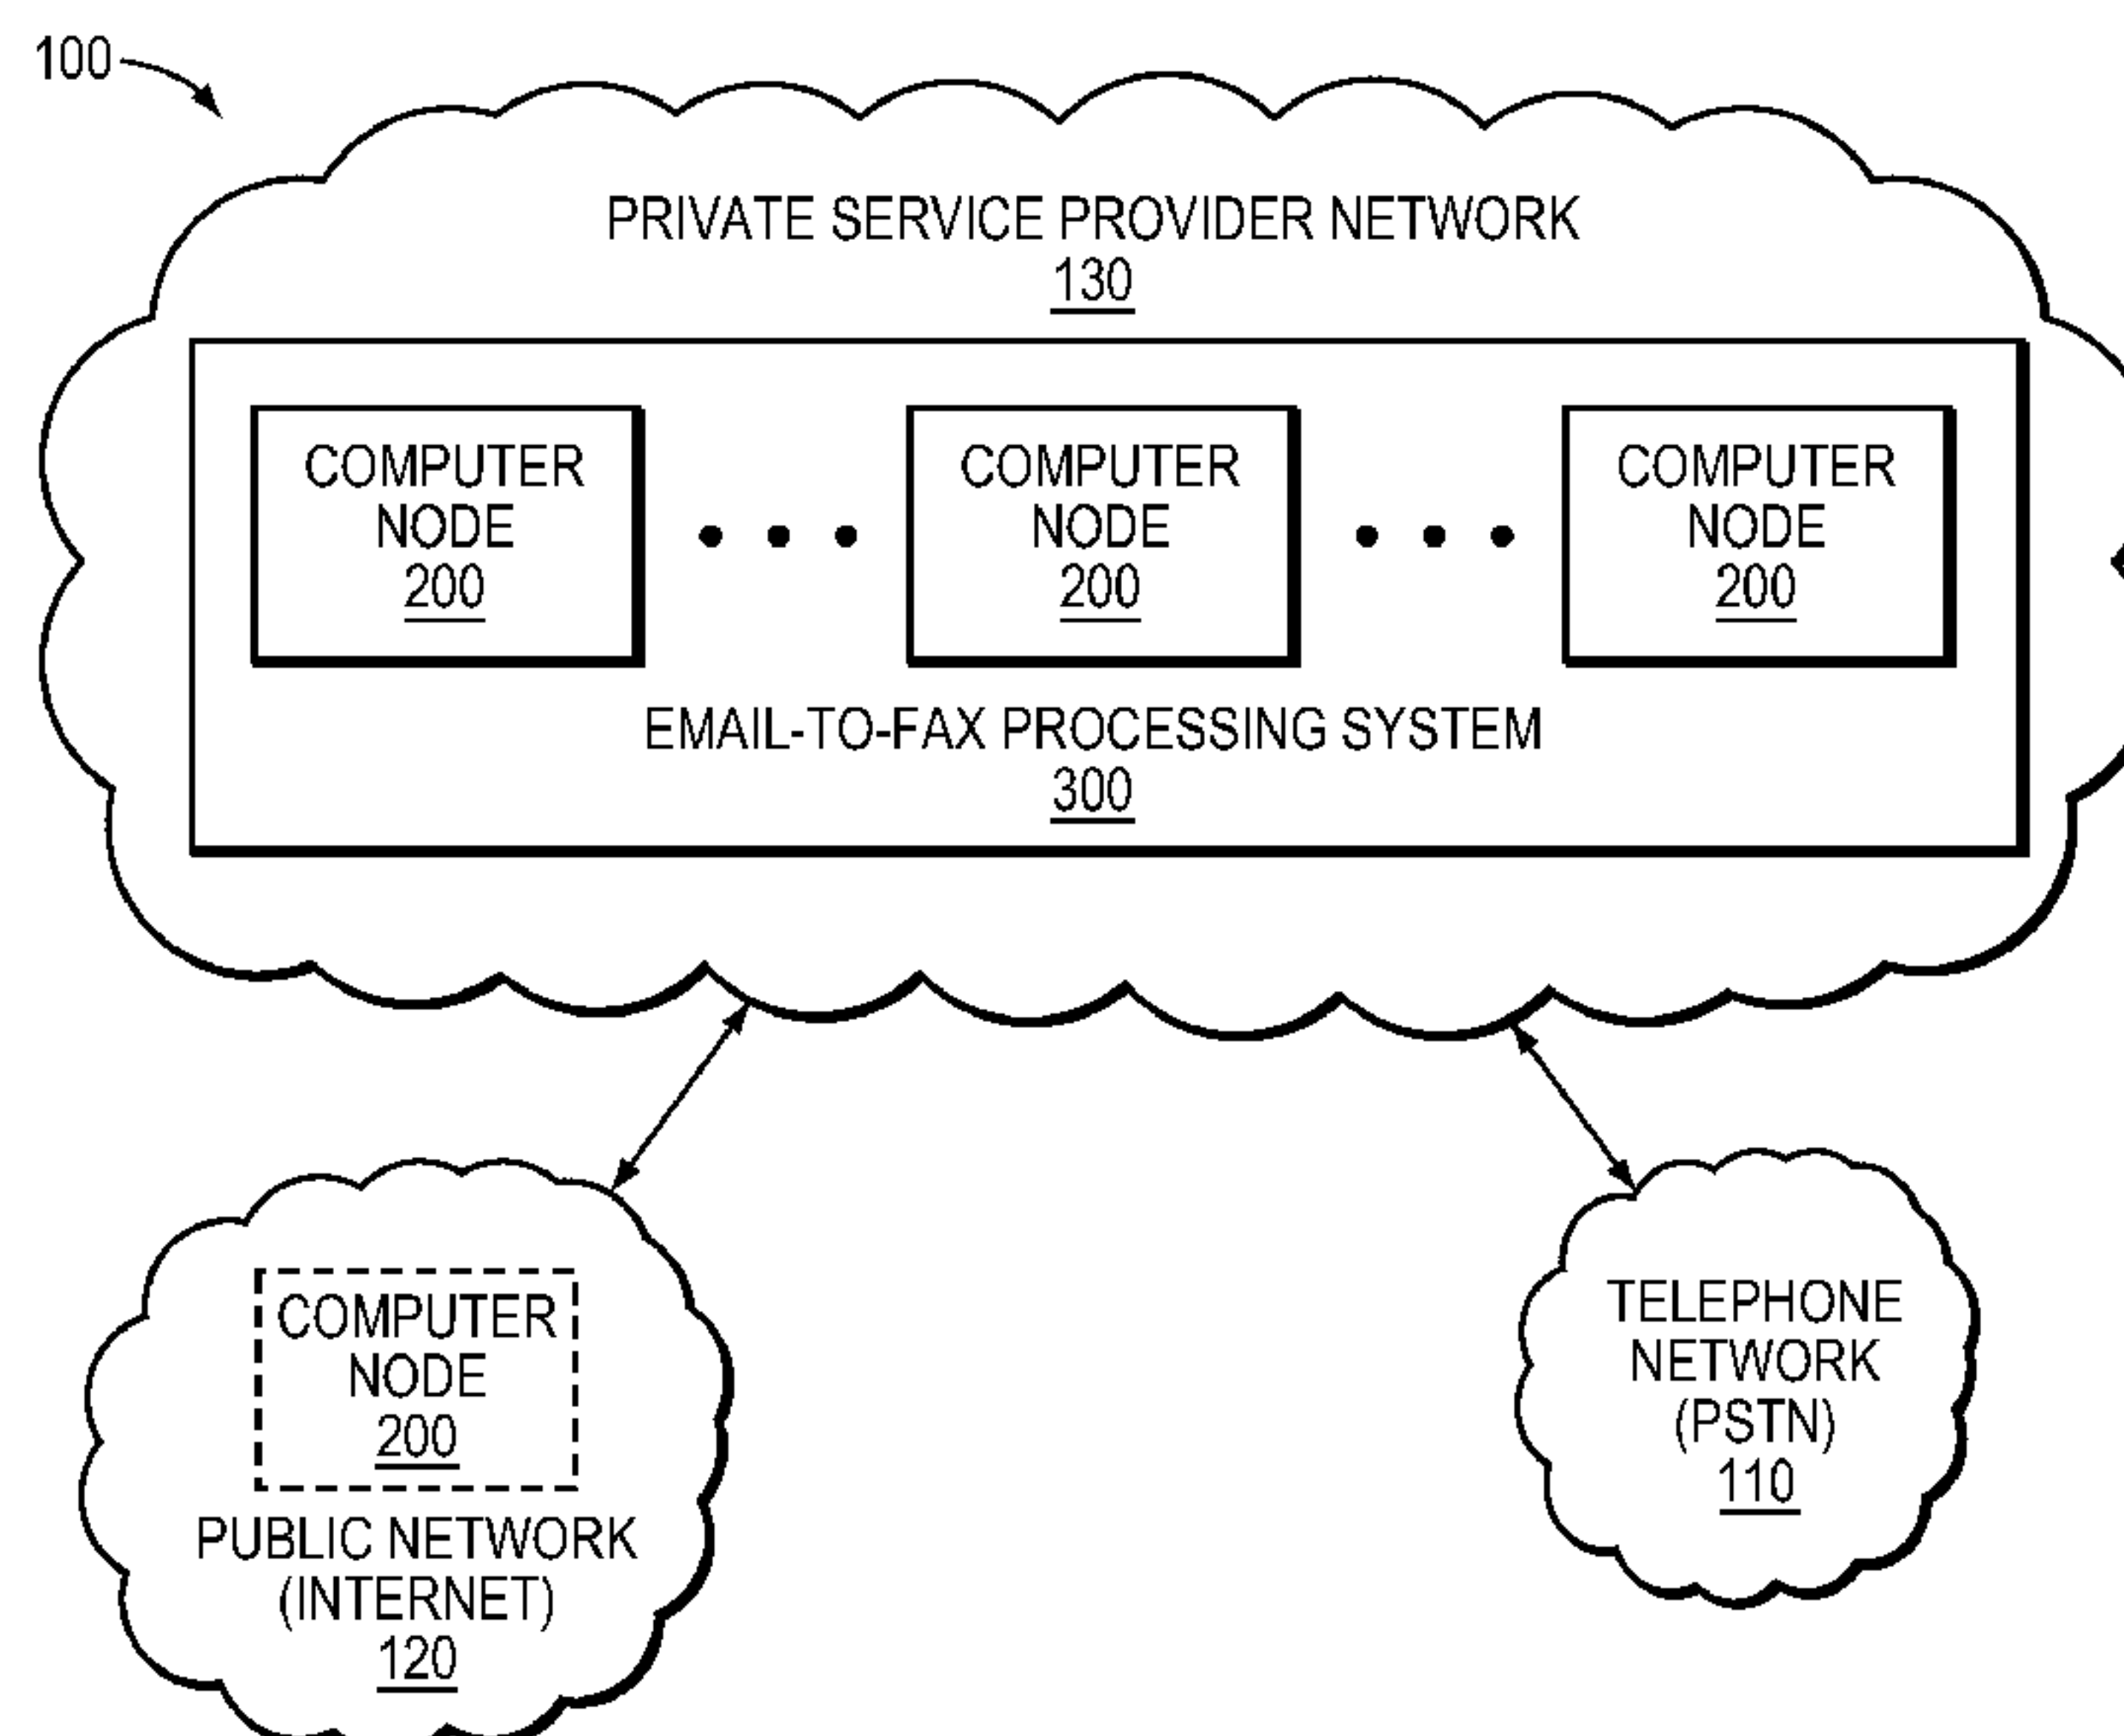 100
PRIVATE SERVICE PROVIDER NETWORK
130
COMPUTER
NODE
200
COMPUTER
NODE
200
COMPUTER
NODE
200
EMAIL-TO-FAX PROCESSING SYSTEM
300
COMPUTER
NODE
200
PUBLIC NETWORK
(INTERNET)
120
TELEPHONE
NETWORK
(PSTN)
110